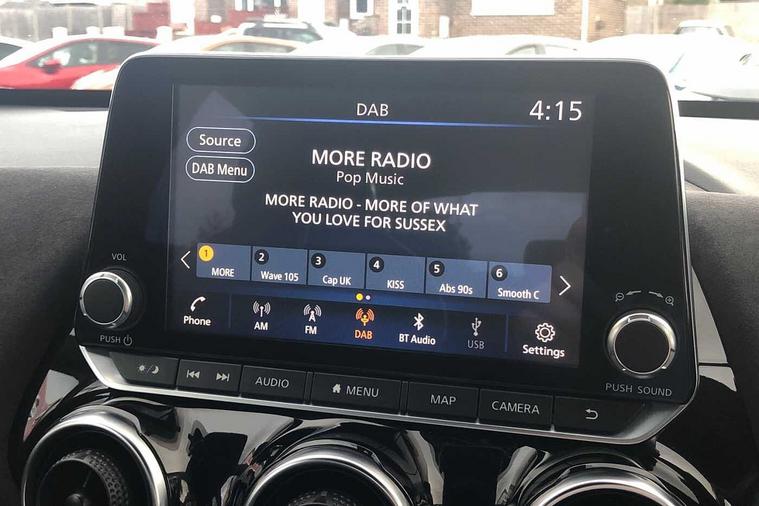 DAB
4:15
Source
DAB Menu
MORE RADIO
Pop Music
MORE RADIO - MORE OF WHAT
YOU LOVE FOR SUSSEX
1 MORE
2 Wave 105
3 Cap UK
4 KISS
5 Abs 90s
6 Smooth C
Phone
AM
FM
DAB
BT Audio
USB
Settings
VOL
PUSH
PUSH SOUND
AUDIO
MENU
MAP
CAMERA